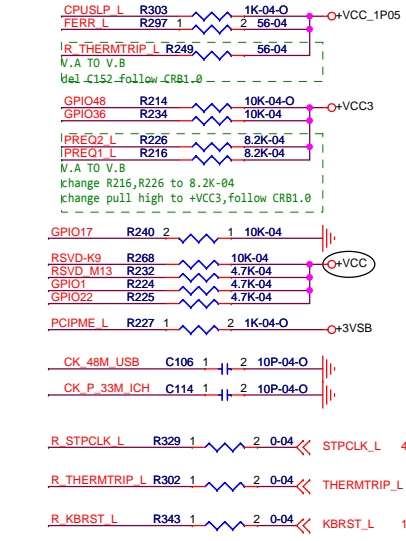 CPUSLP_L R303 1K-04-O +VCC_1P05
FERR_L R297 1 2 56-04
R_THERMTRIP_L R249 56-04
V.A TO V.B
del C152 follow CRB1.0
GPIO48 R214 10K-04-O +VCC3
GPIO36 R234 10K-04
PREQ2_L R226 8.2K-04
PREQ1_L R216 8.2K-04
V.A TO V.B
change R216,R226 to 8.2K-04
change pull high to +VCC3,follow CRB1.0
GPIO17 R240 2 1 10K-04
RSVD-K9 R268 10K-04 +VCC
RSVD_M13 R232 4.7K-04
GPIO1 R224 4.7K-04
GPIO22 R225 4.7K-04
PCIPME_L R227 1 2 1K-04-O +3VSB
CK_48M_USB C106 1 2 10P-04-O
CK_P_33M_ICH C114 1 2 10P-04-O
R_STPCLK_L R329 1 2 0-04 STPCLK_L 4
R_THERMTRIP_L R302 1 2 0-04 THERMTRIP_L
R_KBRST_L R343 1 2 0-04 KBRST_L 1